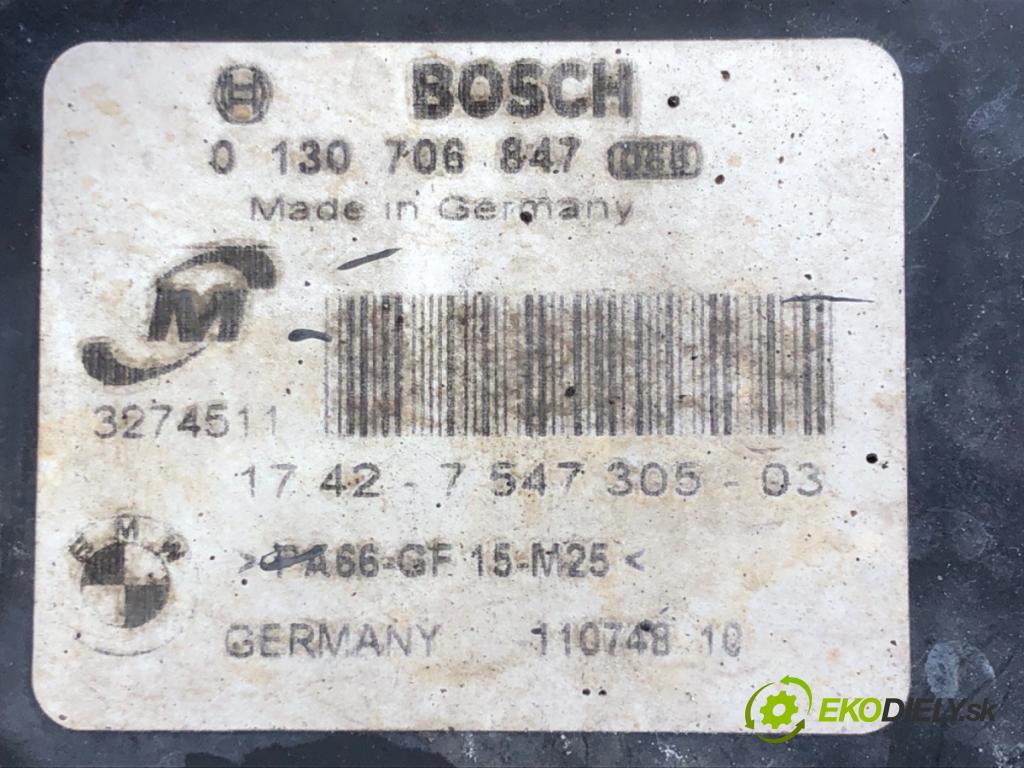 BOSCH
0 130 706 847
Made in Germany
M
3274511
17 42 - 7 547 305 - 03
BMW
>PA66-GF 15-M25<
GERMANY 110748 10
EKODIELY.sk